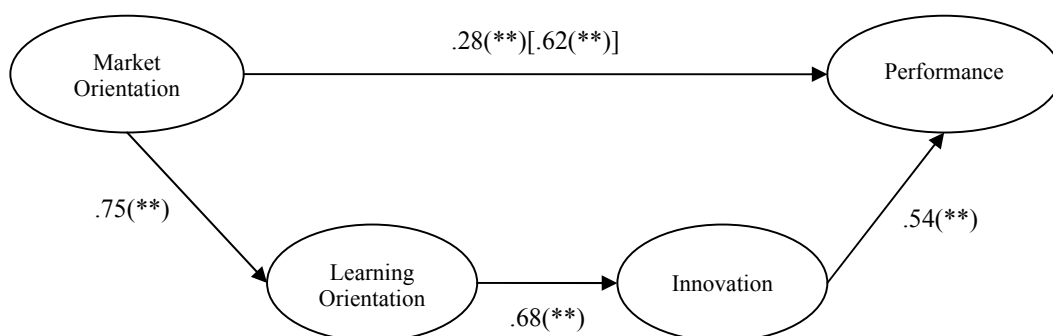 .28(**)[.62(**)]
Market
Orientation
Performance
.75(**)
.54(**)
Learning
Orientation
Innovation
.68(**)